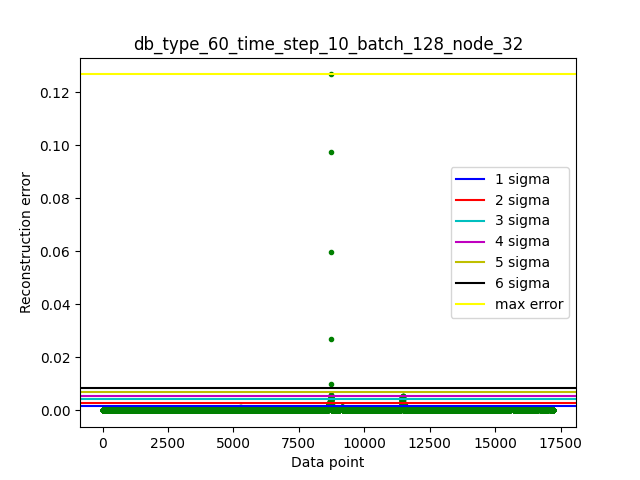 db_type_60_time_step_10_batch_128_node_32
Reconstruction error
0.12
0.10
0.08
0.06
0.04
0.02
0.00
1 sigma
2 sigma
3 sigma
4 sigma
5 sigma
6 sigma
max error
0 2500 5000 7500 10000 12500 15000 17500
Data point